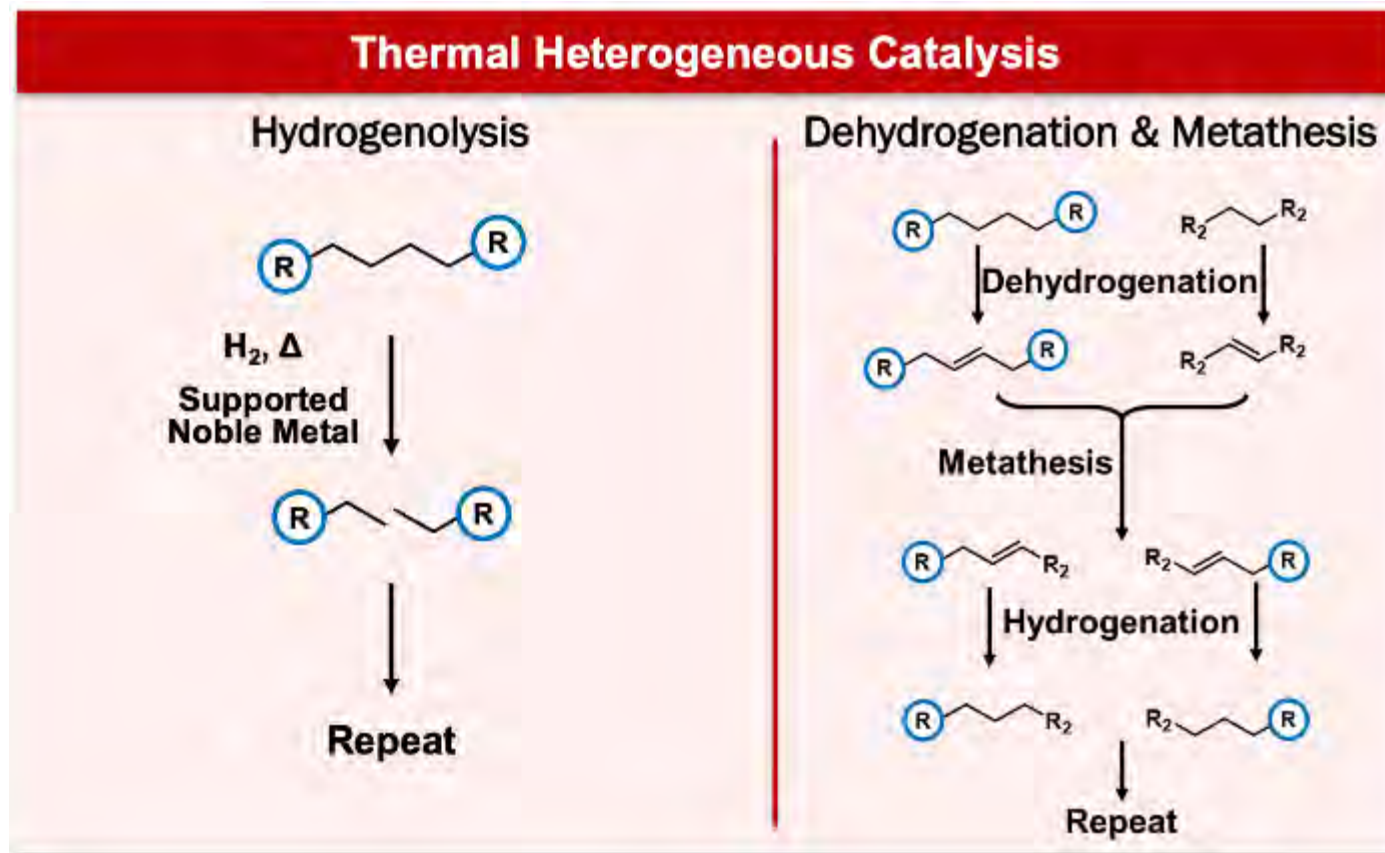 Thermal Heterogeneous Catalysis
Hydrogenolysis
R
R
H₂, Δ
Supported
Noble Metal
R
R
Repeat
Dehydrogenation & Metathesis
R
R
R₂
R₂
Dehydrogenation
R
R
R₂
R₂
Metathesis
R
R₂
R₂
R
Hydrogenation
R
R₂
R₂
R
Repeat